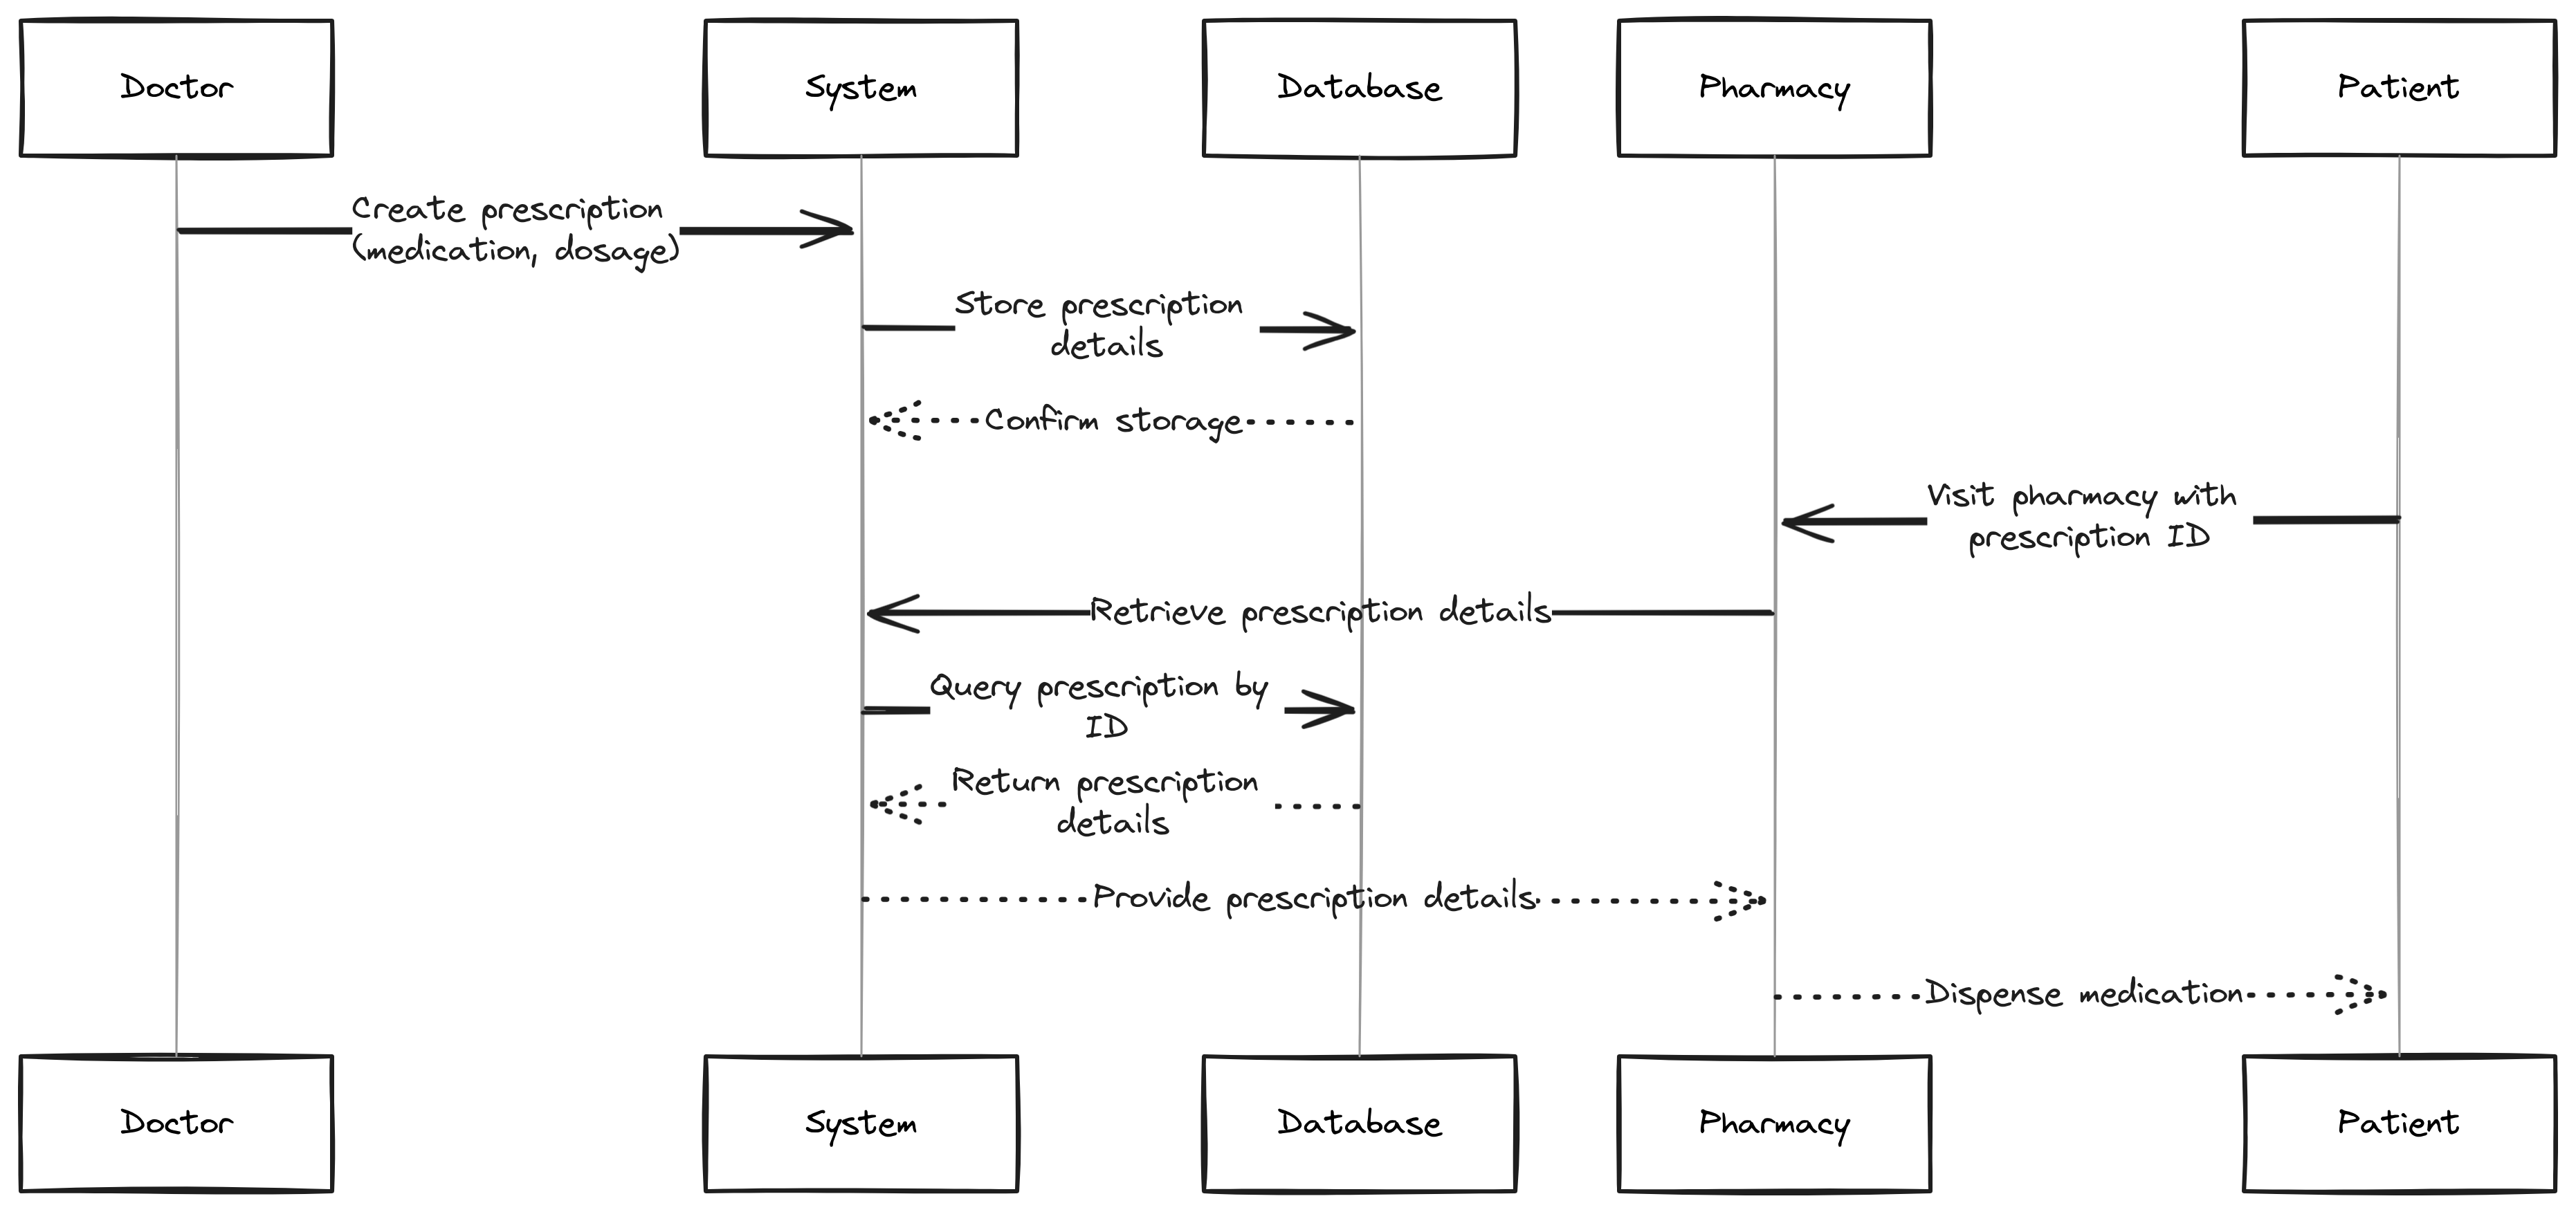 Doctor
System
Database
Pharmacy
Patient
Create prescription
(medication, dosage)
Store prescription
details
Confirm storage
Visit pharmacy with
prescription ID
Retrieve prescription details
Query prescription by
ID
Return prescription
details
Provide prescription details
Dispense medication
Doctor
System
Database
Pharmacy
Patient